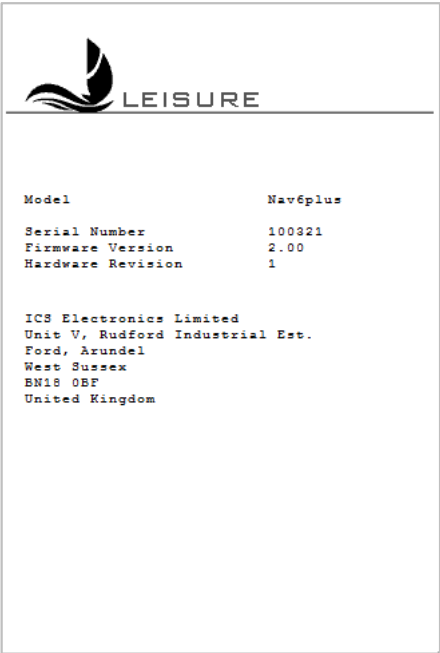 LEISURE
Model Nav6plus
Serial Number 100321
Firmware Version 2.00
Hardware Revision 1
ICS Electronics Limited
Unit V, Rudford Industrial Est.
Ford, Arundel
West Sussex
BN18 0BF
United Kingdom